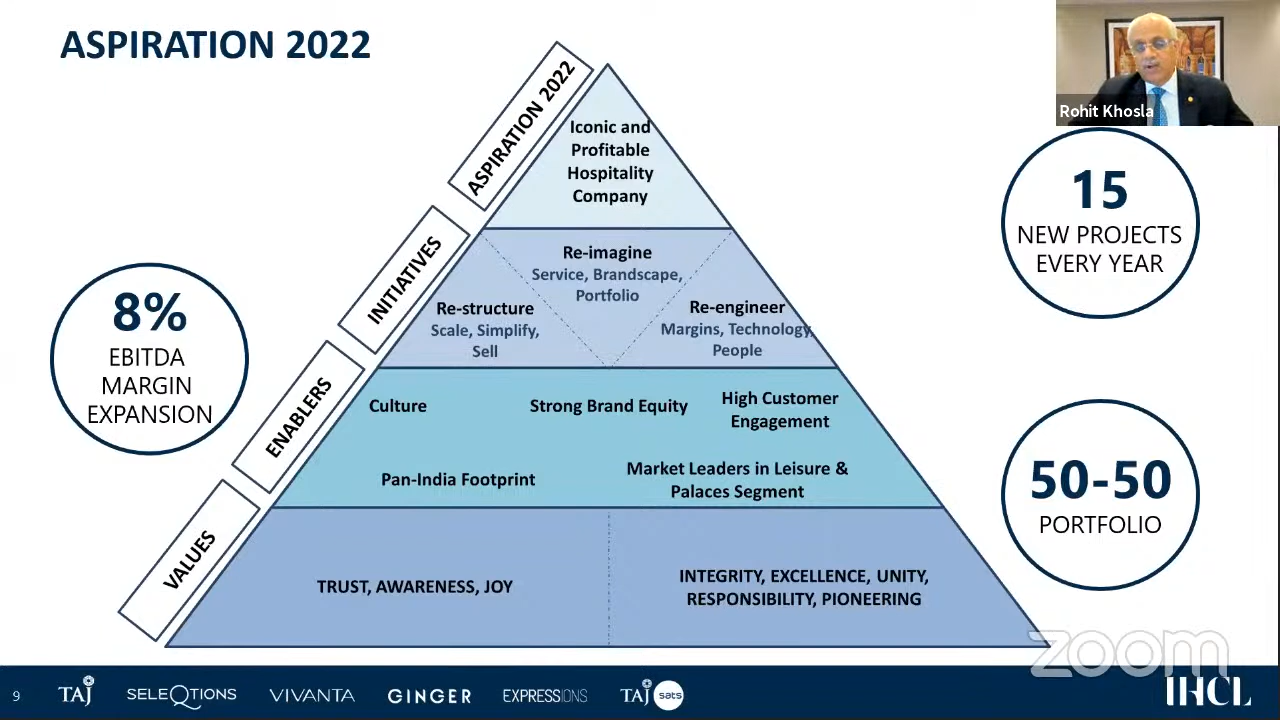 ASPIRATION 2022
Rohit Khosla
ASPIRATION 2022
Iconic and
Profitable
Hospitality
Company
INITIATIVES
Re-imagine
Service, Brandscape,
Portfolio
Re-structure
Scale, Simplify,
Sell
Re-engineer
Margins, Technology,
People
ENABLERS
Culture
Strong Brand Equity
High Customer
Engagement
Pan-India Footprint
Market Leaders in Leisure &
Palaces Segment
VALUES
TRUST, AWARENESS, JOY
INTEGRITY, EXCELLENCE, UNITY,
RESPONSIBILITY, PIONEERING
8%
EBITDA
MARGIN
EXPANSION
15
NEW PROJECTS
EVERY YEAR
50-50
PORTFOLIO
zoom
9
TAJ
SELEQTIONS
VIVANTA
GINGER
EXPRESSIONS
TAJ sats
IHCL